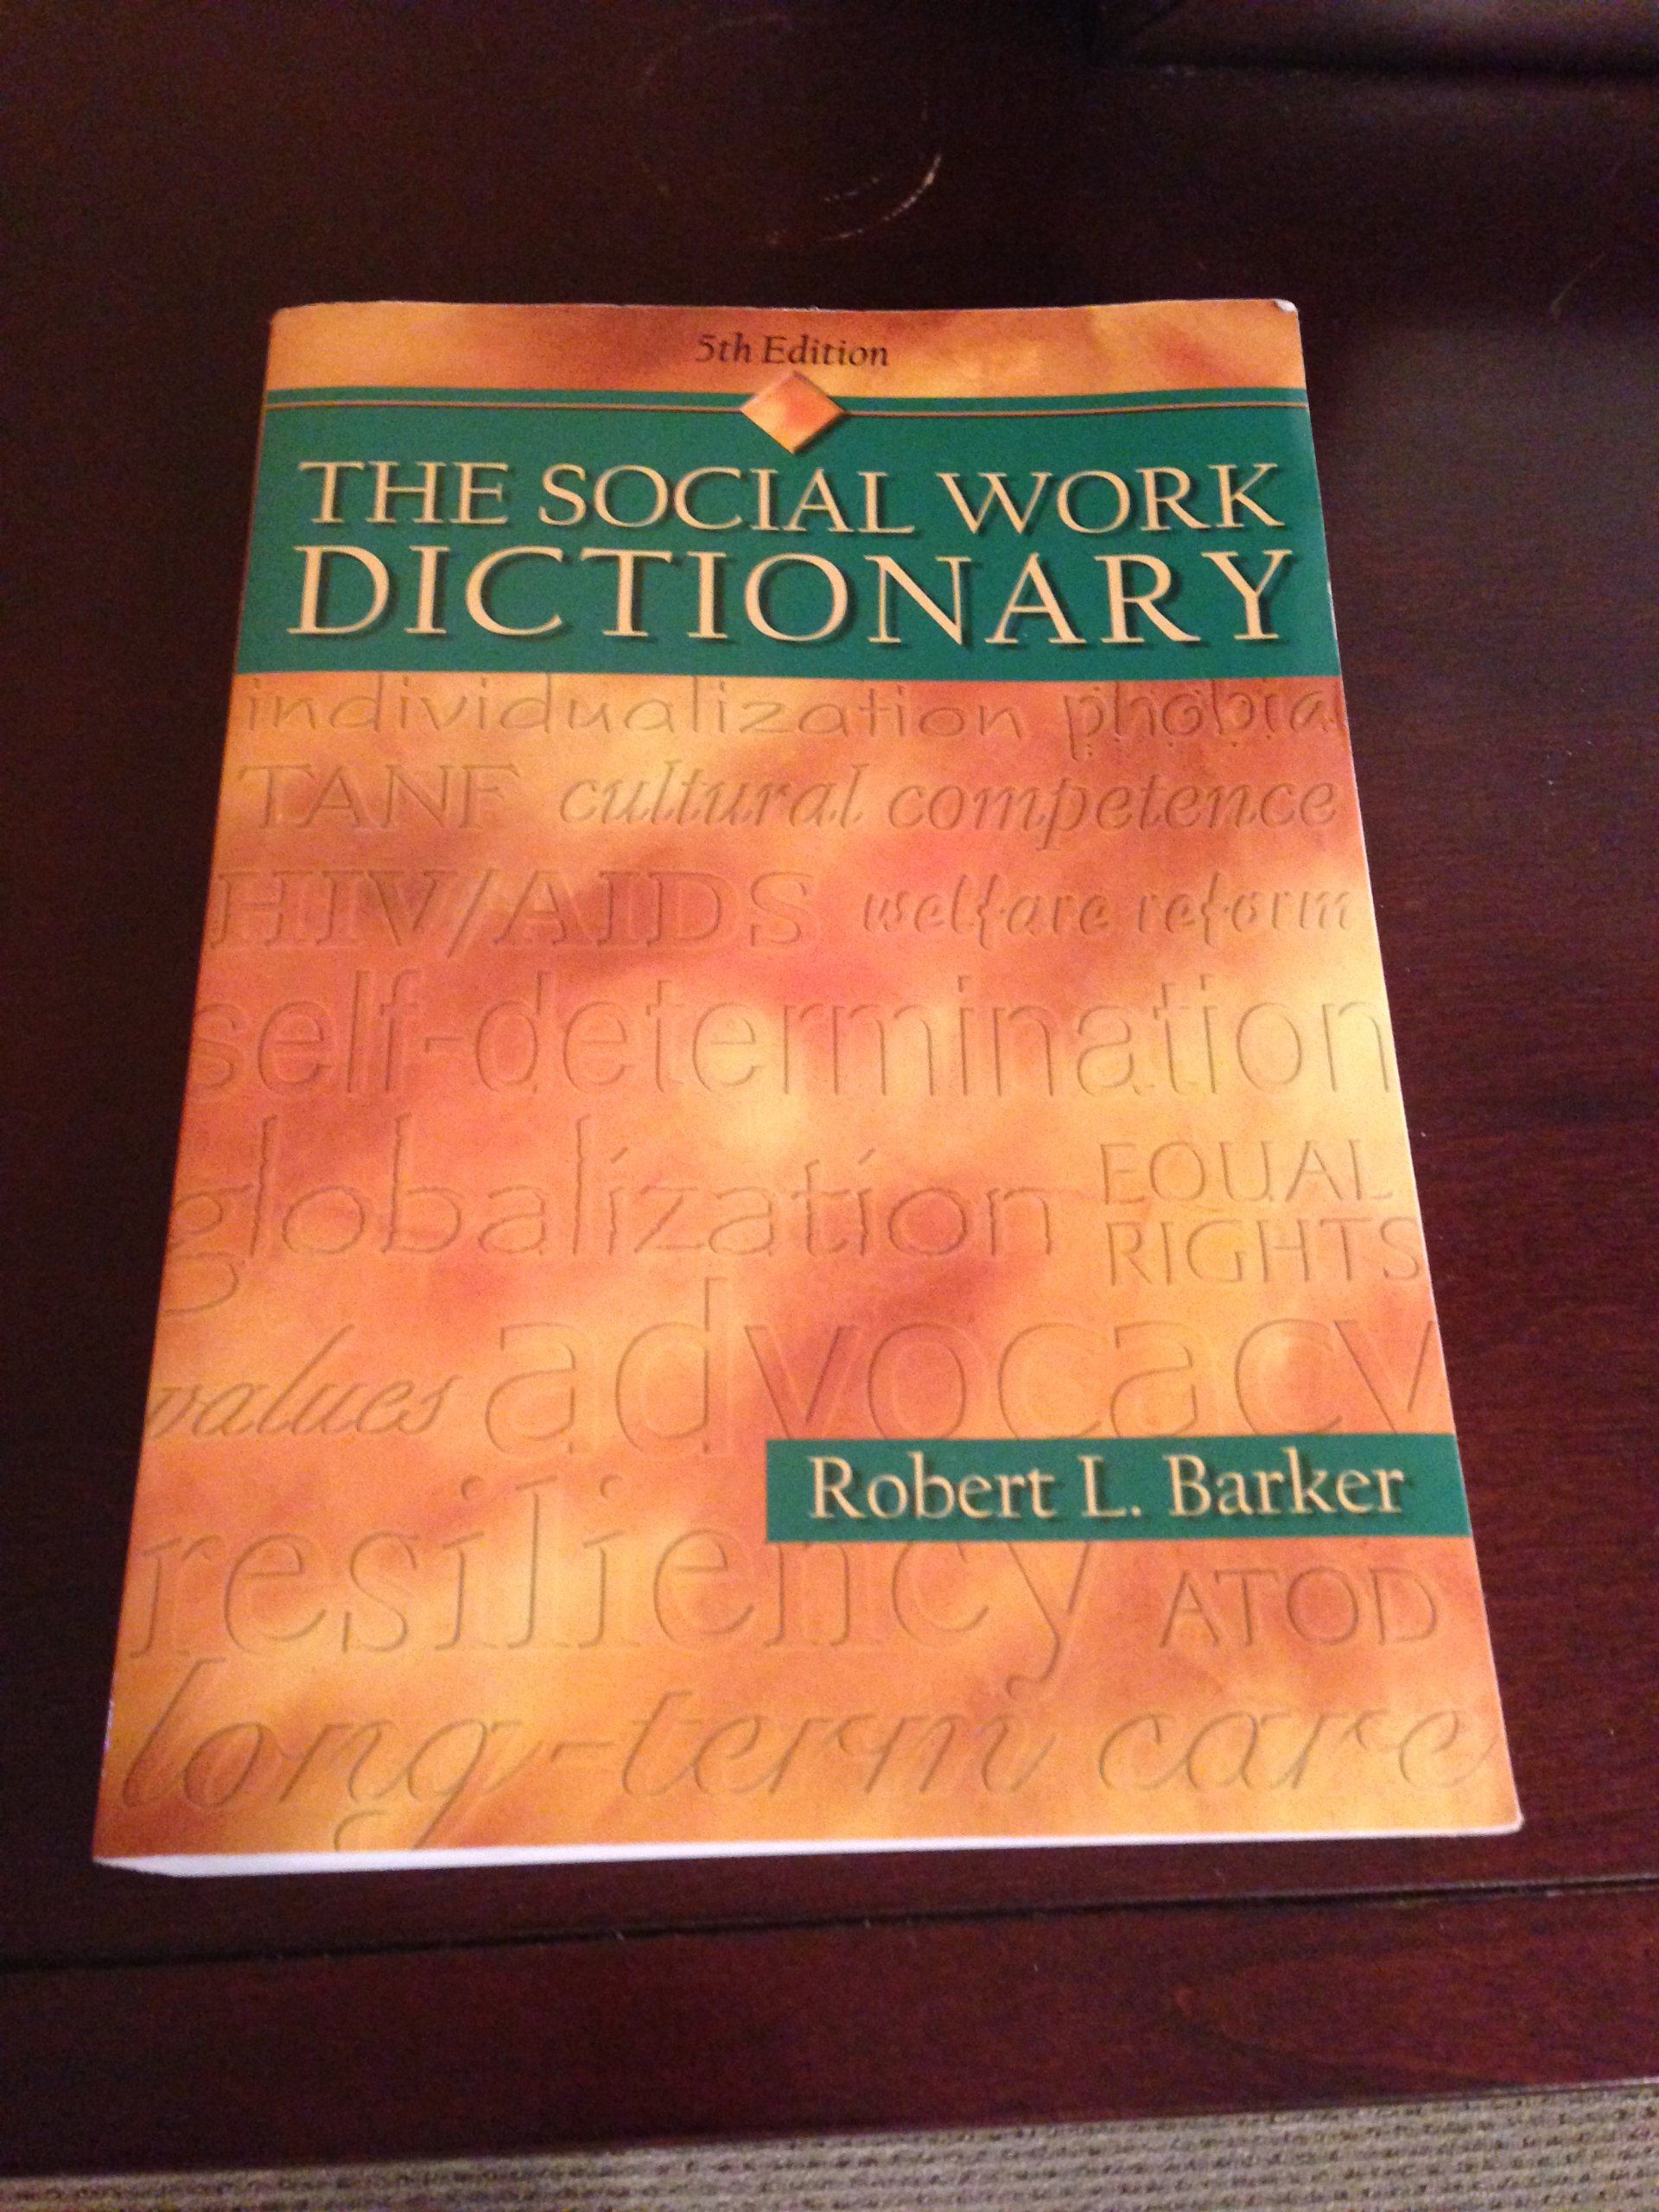 5th Edition
THE SOCIAL WORK
DICTIONARY
individualization phobia
TANF cultural competence
HIV/AIDS welfare reform
self-determination
globalization EQUAL
RIGHTS
values advocacy
Robert L. Barker
resiliency ATOD
long-term care